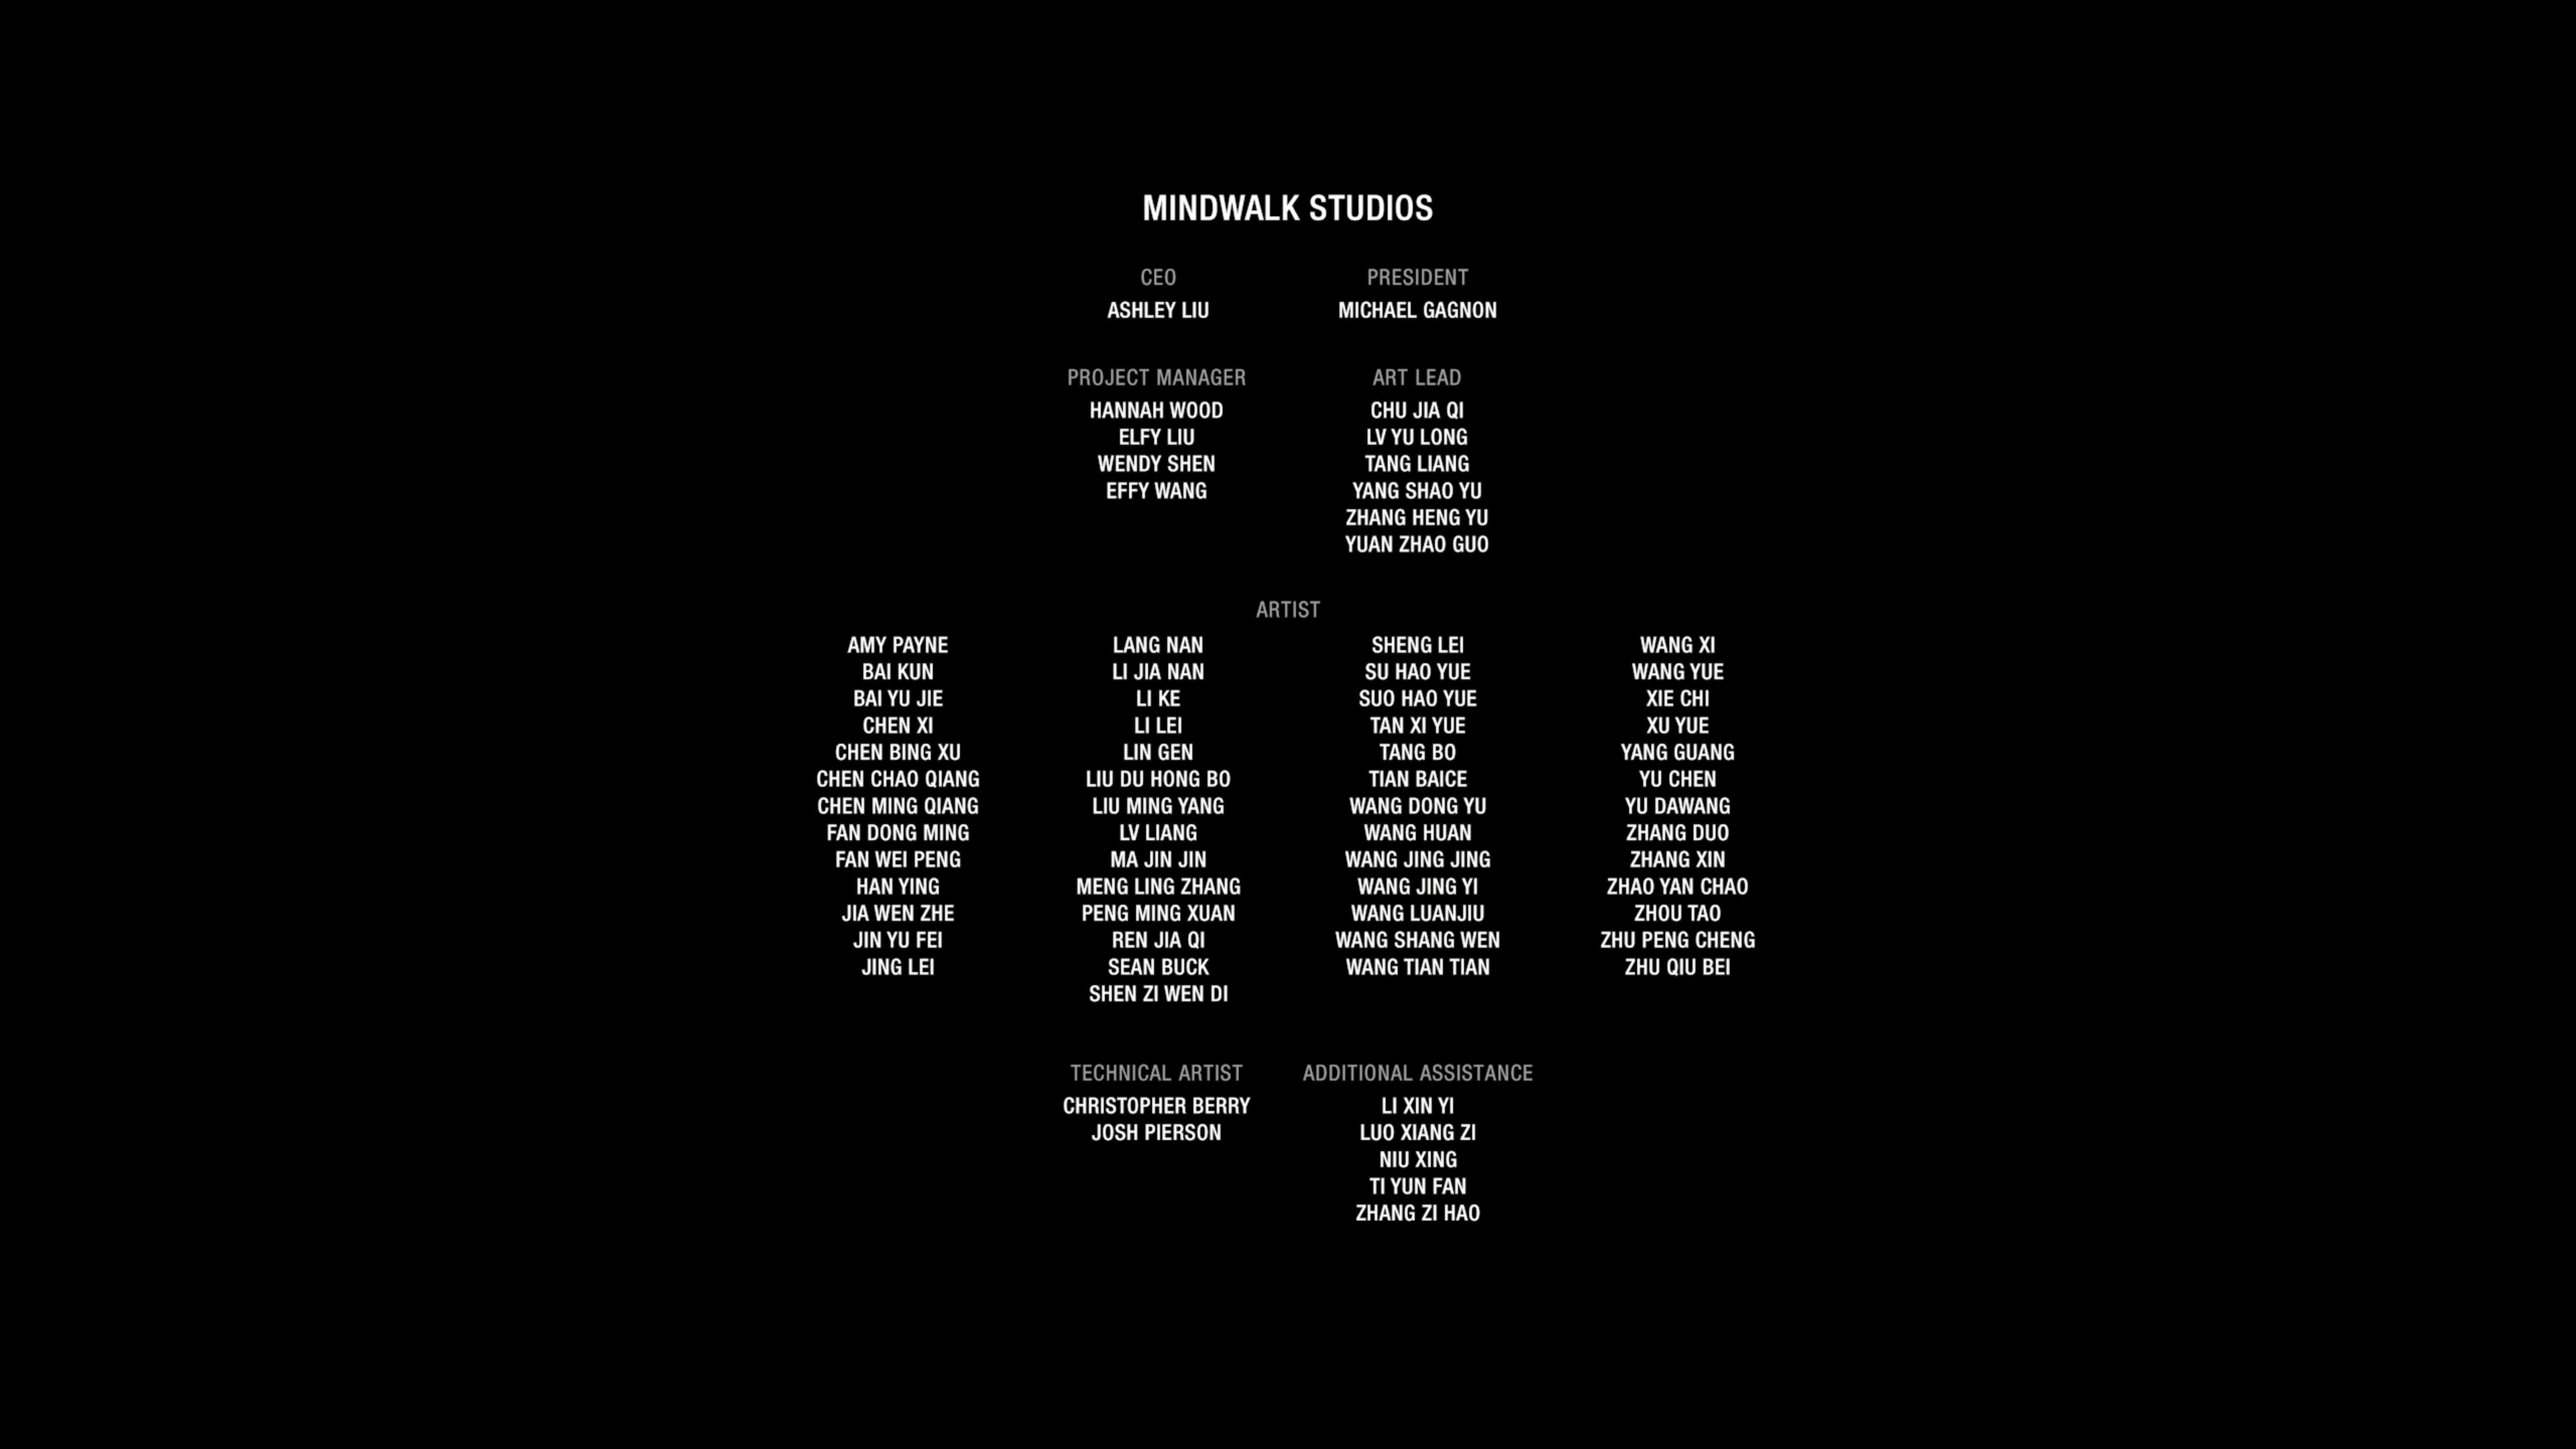 MINDWALK STUDIOS
CEO
ASHLEY LIU
PRESIDENT
MICHAEL GAGNON
PROJECT MANAGER
HANNAH WOOD
ELFY LIU
WENDY SHEN
EFFY WANG
ART LEAD
CHU JIA QI
LV YU LONG
TANG LIANG
YANG SHAO YU
ZHANG HENG YU
YUAN ZHAO GUO
ARTIST
AMY PAYNE
BAI KUN
BAI YU JIE
CHEN XI
CHEN BING XU
CHEN CHAO QIANG
CHEN MING QIANG
FAN DONG MING
FAN WEI PENG
HAN YING
JIA WEN ZHE
JIN YU FEI
JING LEI
LANG NAN
LI JIA NAN
LI KE
LI LEI
LIN GEN
LIU DU HONG BO
LIU MING YANG
LV LIANG
MA JIN JIN
MENG LING ZHANG
PENG MING XUAN
REN JIA QI
SEAN BUCK
SHEN ZI WEN DI
SHENG LEI
SU HAO YUE
SUO HAO YUE
TAN XI YUE
TANG BO
TIAN BAICE
WANG DONG YU
WANG HUAN
WANG JING JING
WANG JING YI
WANG LUANJIU
WANG SHANG WEN
WANG TIAN TIAN
WANG XI
WANG YUE
XIE CHI
XU YUE
YANG GUANG
YU CHEN
YU DAWANG
ZHANG DUO
ZHANG XIN
ZHAO YAN CHAO
ZHOU TAO
ZHU PENG CHENG
ZHU QIU BEI
TECHNICAL ARTIST
CHRISTOPHER BERRY
JOSH PIERSON
ADDITIONAL ASSISTANCE
LI XIN YI
LUO XIANG ZI
NIU XING
TI YUN FAN
ZHANG ZI HAO